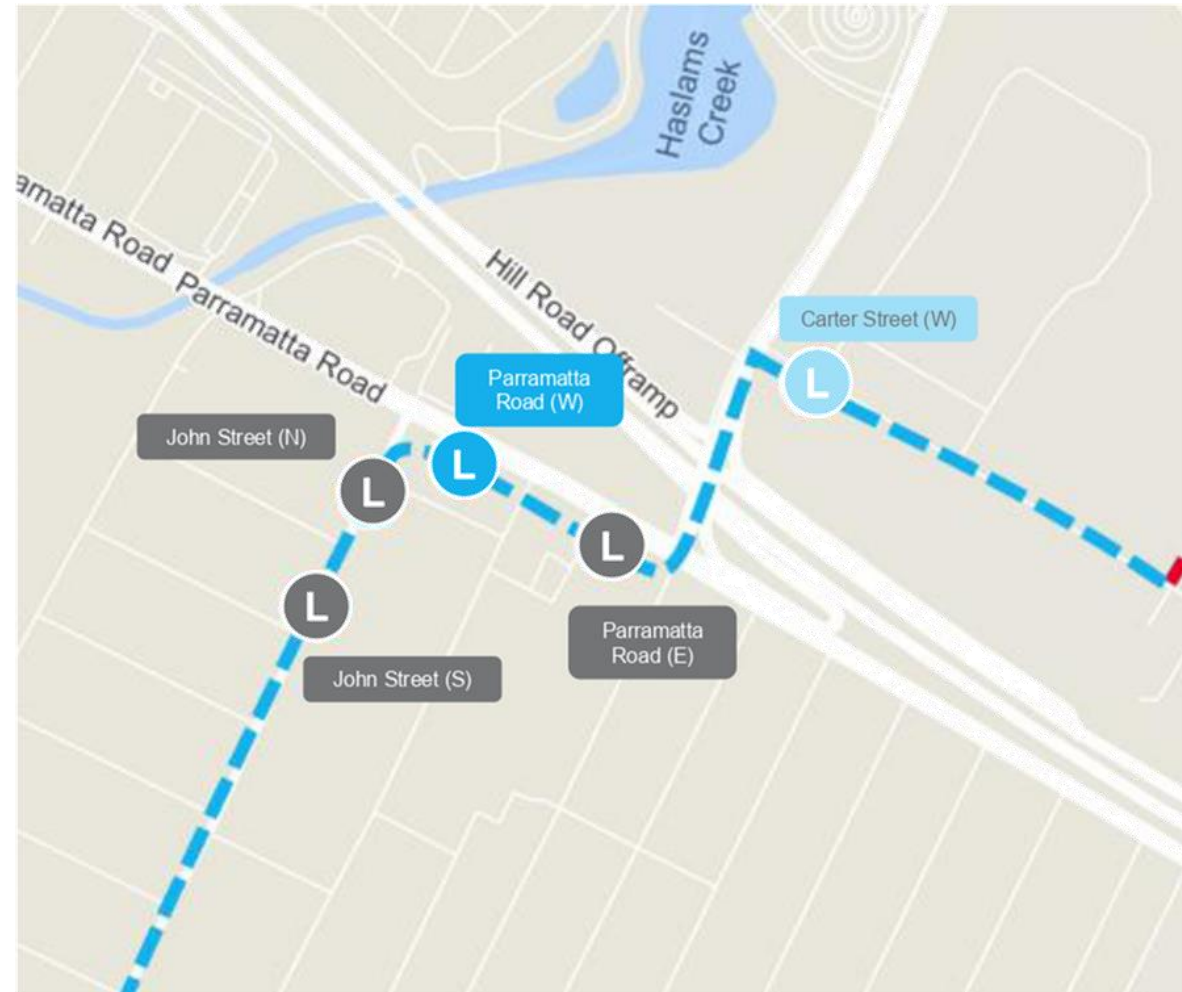 Haslams
Creek
amatta Road
Parramatta Road
Hill Road Offramp
Carter Street (W)
L
Parramatta
Road (W)
L
John Street (N)
L
L
Parramatta
Road (E)
L
John Street (S)